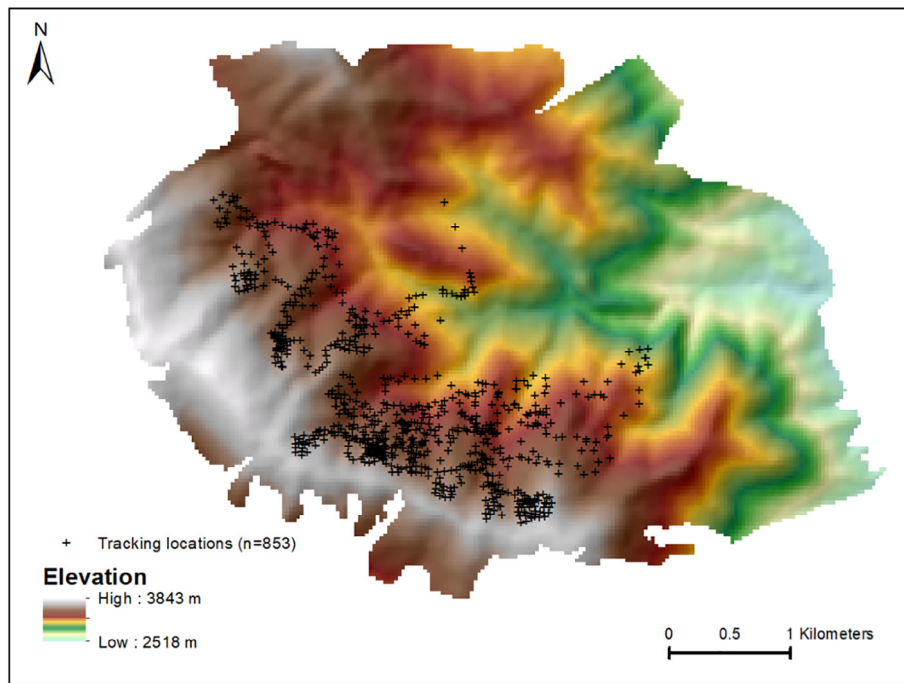 N
+ Tracking locations (n=853)
Elevation
High : 3843 m
Low : 2518 m
0 0.5 1 Kilometers